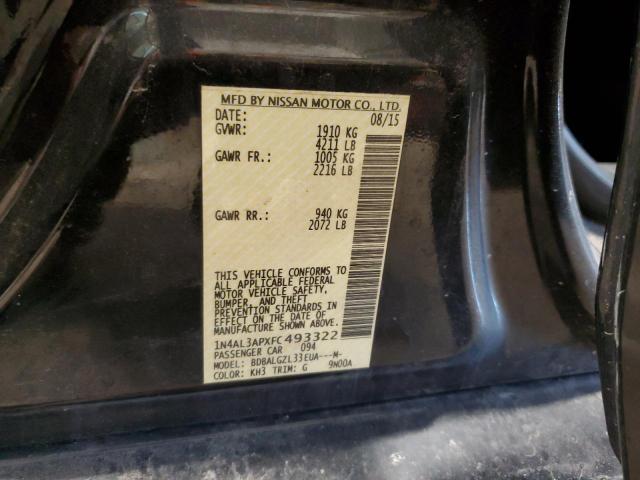 MFD BY NISSAN MOTOR CO., LTD.
DATE: 08/15
GVWR: 1910 KG
4211 LB
GAWR FR.: 1005 KG
2216 LB
GAWR RR.: 940 KG
2072 LB
THIS VEHICLE CONFORMS TO
ALL APPLICABLE FEDERAL
MOTOR VEHICLE SAFETY,
BUMPER, AND THEFT
PREVENTION STANDARDS IN
EFFECT ON THE DATE OF
MANUFACTURE SHOWN ABOVE.
1N4AL3APXFC493322
PASSENGER CAR 094
MODEL: BDBALGZL33EUA---M-
COLOR: KH3 TRIM: G 9N00A